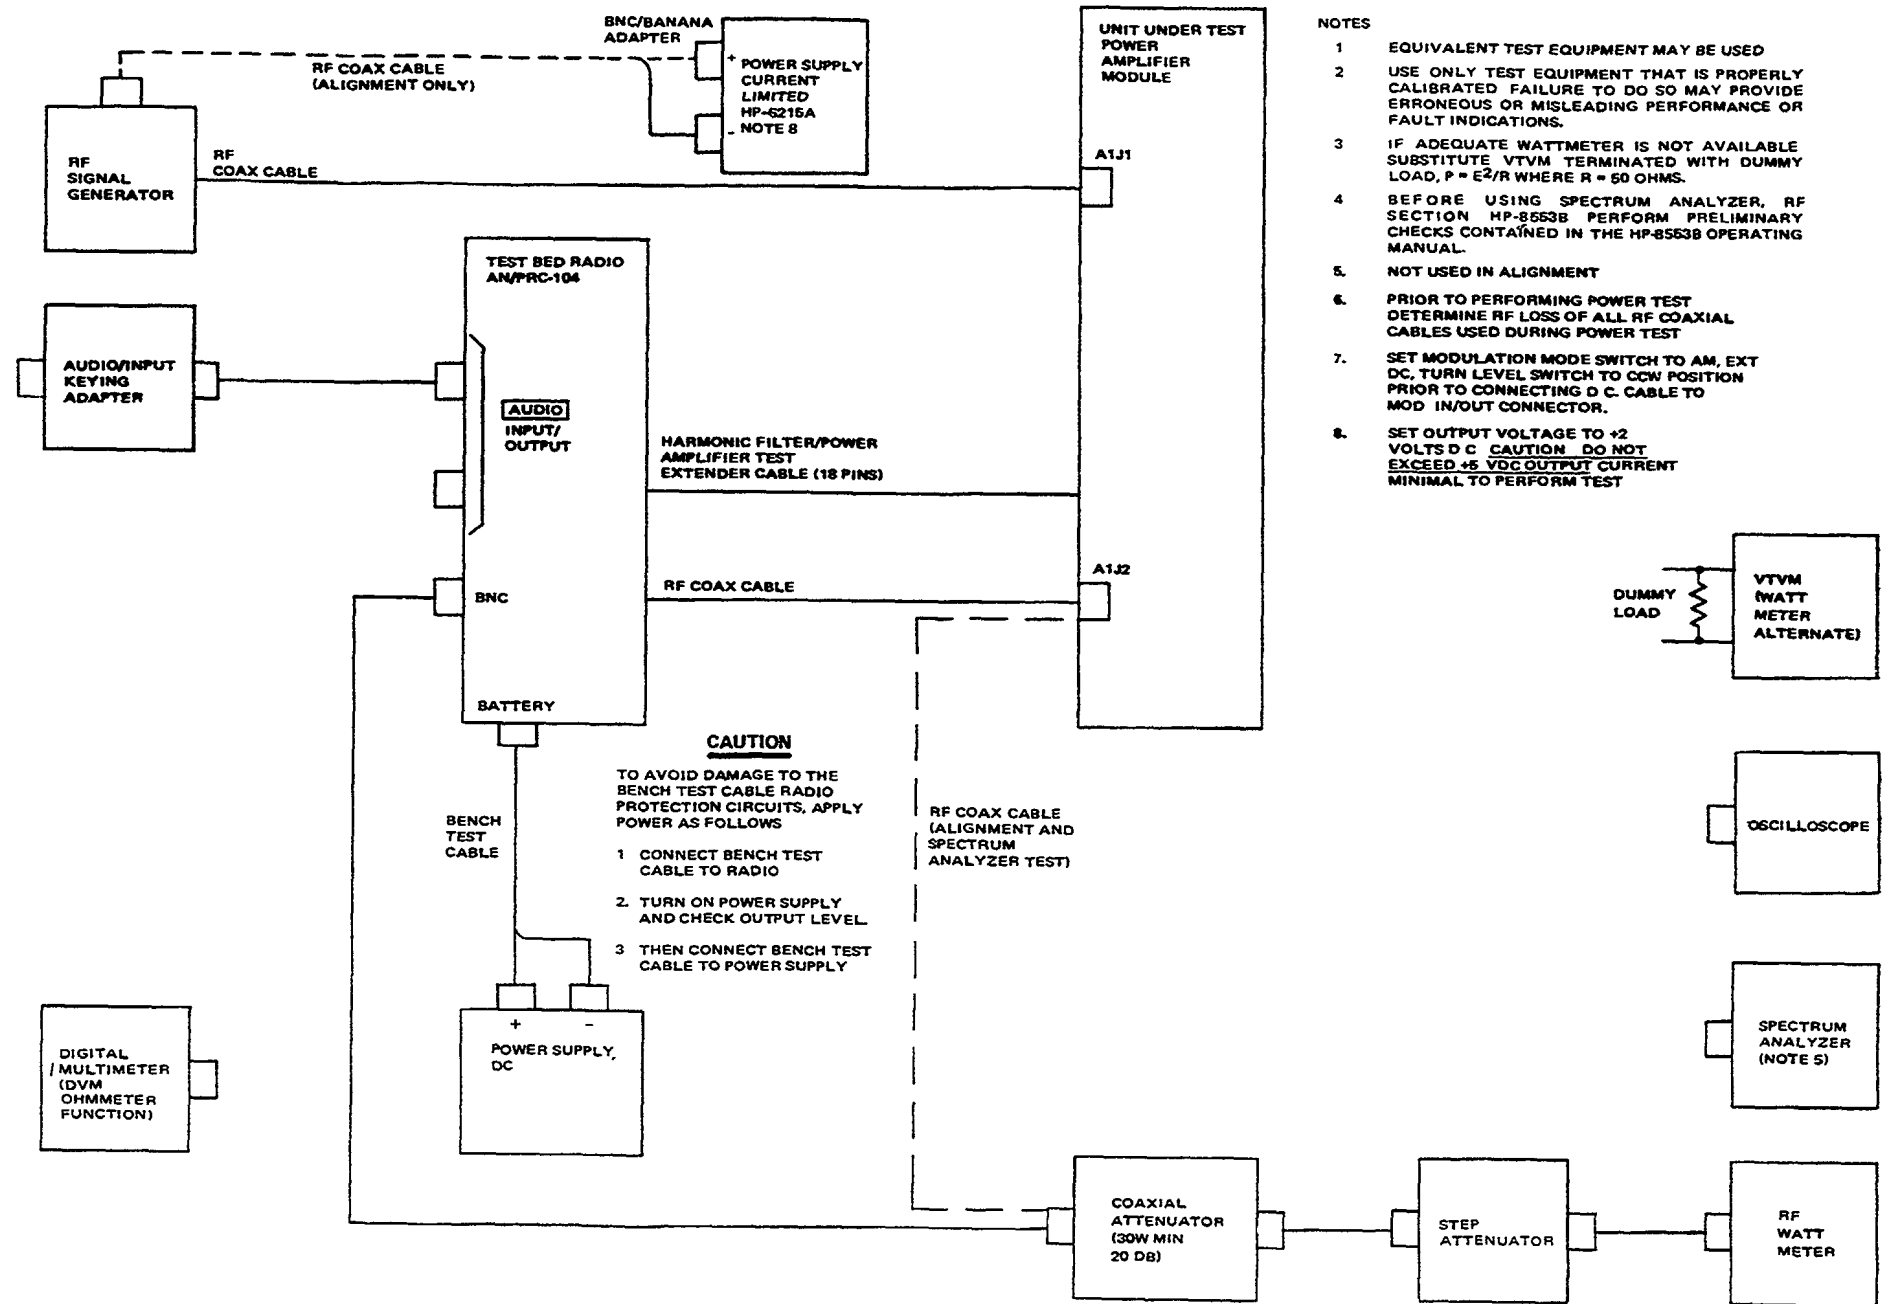 BNC/BANANA
ADAPTER
RF COAX CABLE
(ALIGNMENT ONLY)
+ POWER SUPPLY
CURRENT
LIMITED
HP-6215A
- NOTE 8
UNIT UNDER TEST
POWER
AMPLIFIER
MODULE
RF
SIGNAL
GENERATOR
RF
COAX CABLE
A1J1
TEST BED RADIO
AN/PRC-104
AUDIO/INPUT
KEYING
ADAPTER
AUDIO
INPUT/
OUTPUT
HARMONIC FILTER/POWER
AMPLIFIER TEST
EXTENDER CABLE (18 PINS)
A1J2
BNC
RF COAX CABLE
BATTERY
BENCH
TEST
CABLE
CAUTION
TO AVOID DAMAGE TO THE
BENCH TEST CABLE RADIO
PROTECTION CIRCUITS, APPLY
POWER AS FOLLOWS
1 CONNECT BENCH TEST
CABLE TO RADIO
2. TURN ON POWER SUPPLY
AND CHECK OUTPUT LEVEL.
3 THEN CONNECT BENCH TEST
CABLE TO POWER SUPPLY
RF COAX CABLE
(ALIGNMENT AND
SPECTRUM
ANALYZER TEST)
+ -
POWER SUPPLY,
DC
DIGITAL
MULTIMETER
(DVM
OHMMETER
FUNCTION)
NOTES
1 EQUIVALENT TEST EQUIPMENT MAY BE USED
2 USE ONLY TEST EQUIPMENT THAT IS PROPERLY
CALIBRATED FAILURE TO DO SO MAY PROVIDE
ERRONEOUS OR MISLEADING PERFORMANCE OR
FAULT INDICATIONS.
3 IF ADEQUATE WATTMETER IS NOT AVAILABLE
SUBSTITUTE VTVM TERMINATED WITH DUMMY
LOAD, P = E²/R WHERE R = 50 OHMS.
4 BEFORE USING SPECTRUM ANALYZER, RF
SECTION HP-8553B PERFORM PRELIMINARY
CHECKS CONTAINED IN THE HP-8553B OPERATING
MANUAL.
5. NOT USED IN ALIGNMENT
6. PRIOR TO PERFORMING POWER TEST
DETERMINE RF LOSS OF ALL RF COAXIAL
CABLES USED DURING POWER TEST
7. SET MODULATION MODE SWITCH TO AM, EXT
DC, TURN LEVEL SWITCH TO CCW POSITION
PRIOR TO CONNECTING D C. CABLE TO
MOD IN/OUT CONNECTOR.
8. SET OUTPUT VOLTAGE TO +2
VOLTS D C CAUTION DO NOT
EXCEED +5 VDC OUTPUT CURRENT
MINIMAL TO PERFORM TEST
DUMMY
LOAD
VTVM
(WATT
METER
ALTERNATE)
OSCILLOSCOPE
SPECTRUM
ANALYZER
(NOTE 5)
COAXIAL
ATTENUATOR
(30W MIN
20 DB)
STEP
ATTENUATOR
RF
WATT
METER